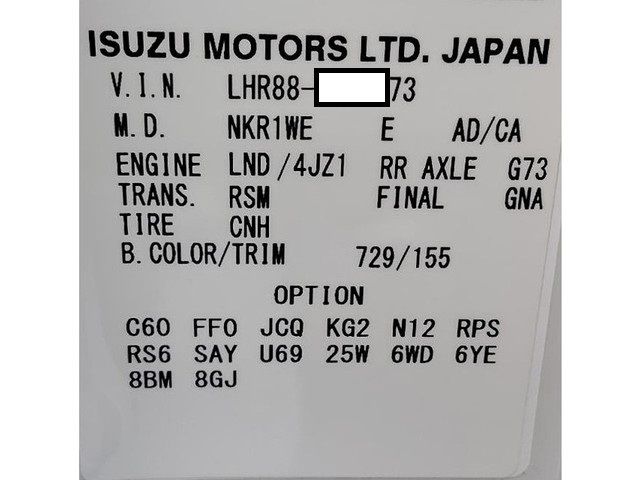 ISUZU MOTORS LTD. JAPAN
V.I.N. LHR88- 73
M.D. NKR1WE E AD/CA
ENGINE LND/4JZ1 RR AXLE G73
TRANS. RSM FINAL GNA
TIRE CNH
B.COLOR/TRIM 729/155
OPTION
C60 FF0 JCQ KG2 N12 RPS
RS6 SAY U69 25W 6WD 6YE
8BM 8GJ